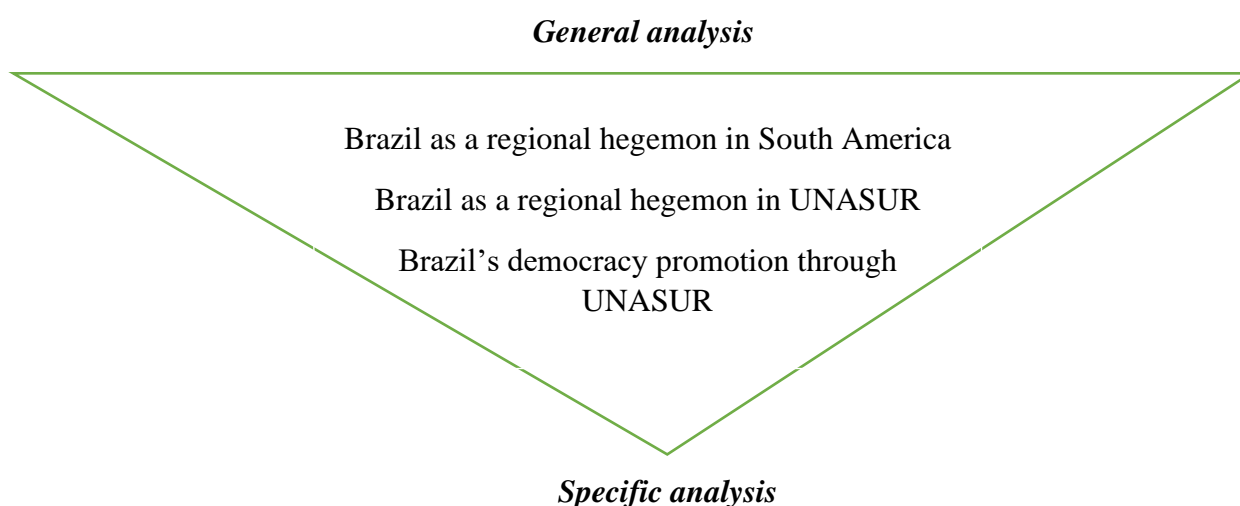 General analysis
Brazil as a regional hegemon in South America
Brazil as a regional hegemon in UNASUR
Brazil’s democracy promotion through
UNASUR
Specific analysis